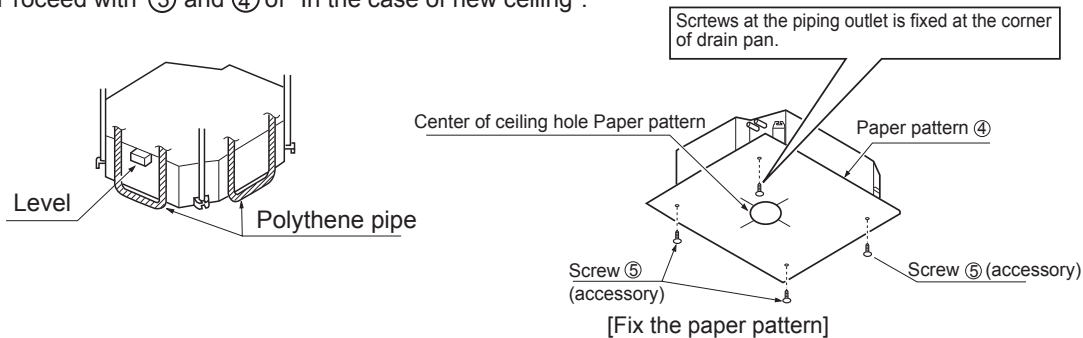 Proceed with ③ and ④ of "In the case of new ceiling".
Scrtews at the piping outlet is fixed at the corner
of drain pan.
Center of ceiling hole Paper pattern
Paper pattern ④
Level
Polythene pipe
Screw ⑤
(accessory)
Screw ⑤ (accessory)
[Fix the paper pattern]